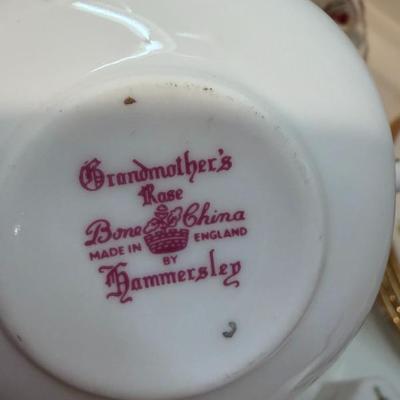 Grandmother's
Rose
Bone China
MADE IN ENGLAND
BY
Hammersley